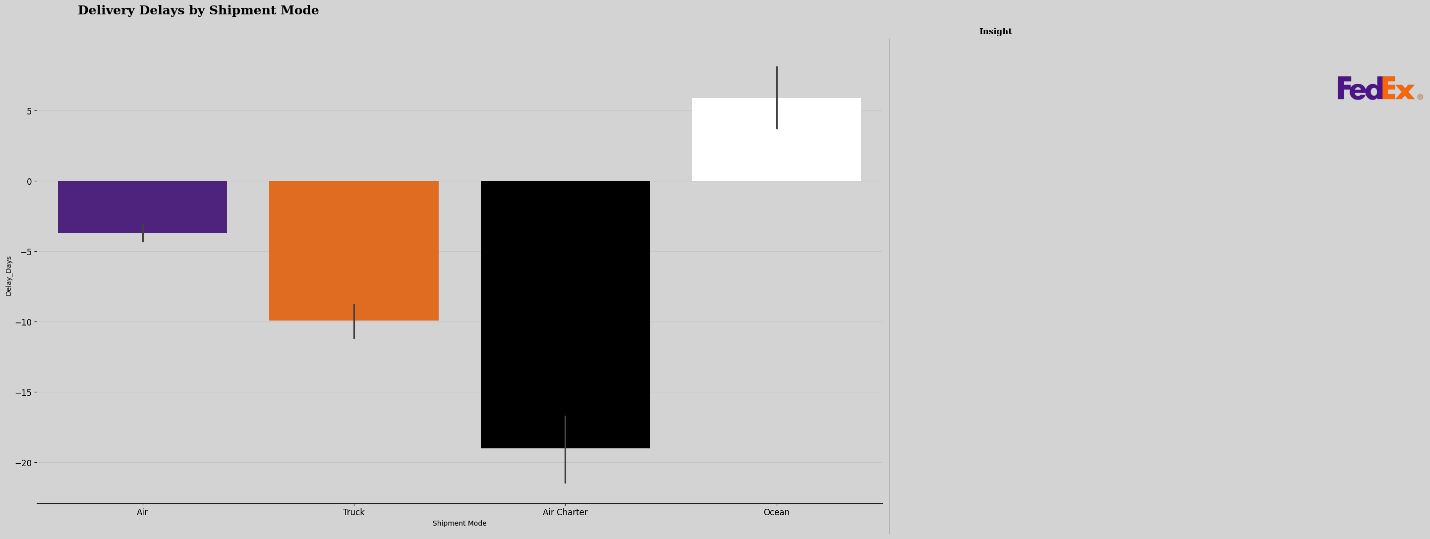 Delivery Delays by Shipment Mode
Insight
FedEx®
5
0
−5
−10
−15
−20
Delay_Days
Air Truck Air Charter Ocean
Shipment Mode